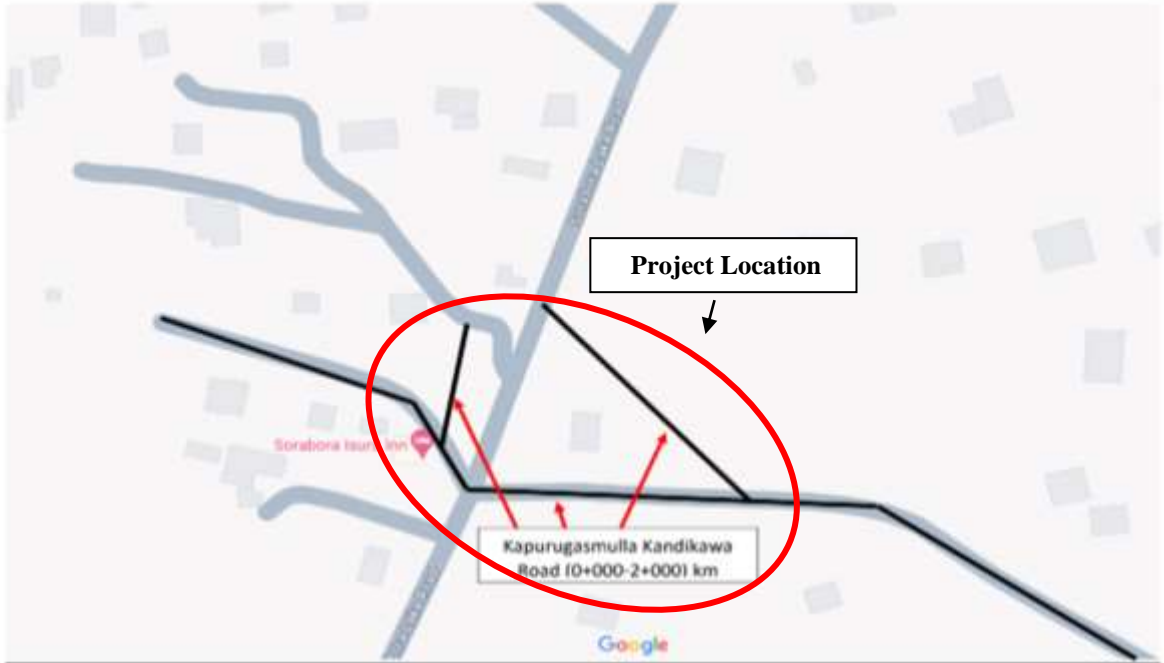 Project Location
Sorabora Isuru Inn
Kapurugasmulla Kandikawa
Road (0+000-2+000) km
Google